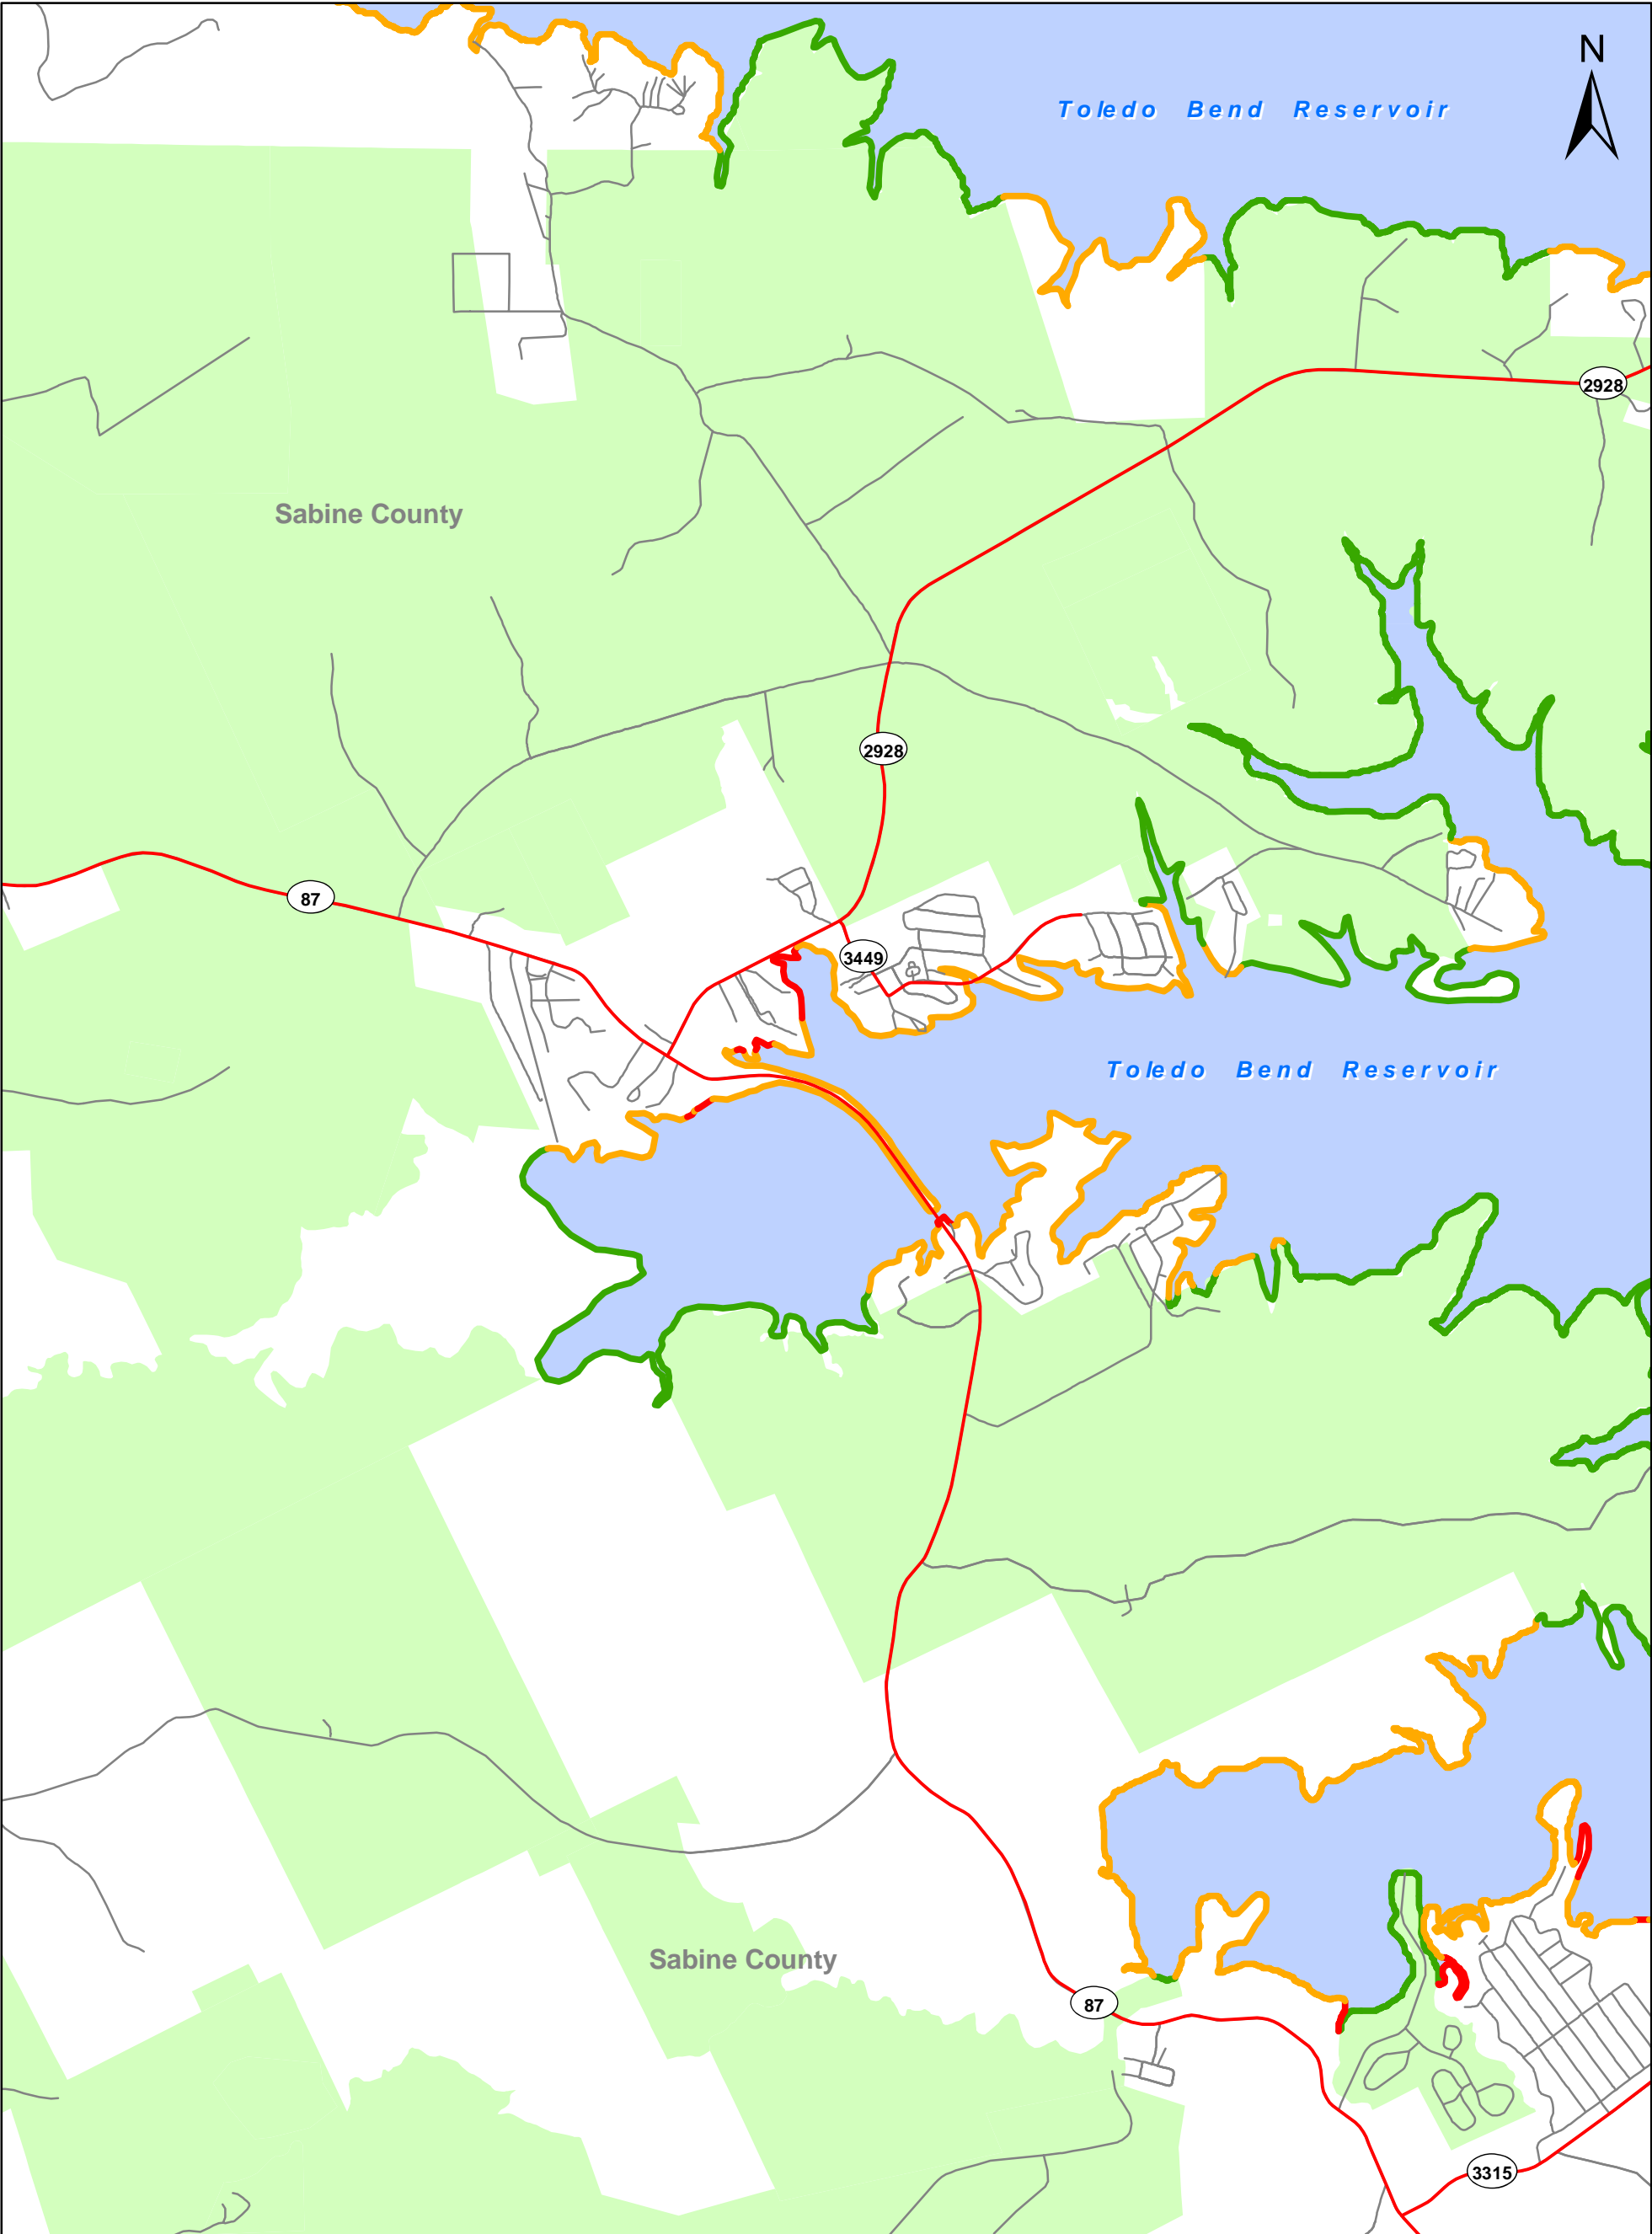 N
Toledo Bend Reservoir
2928
Sabine County
2928
87
3449
Toledo Bend Reservoir
Sabine County
87
3315